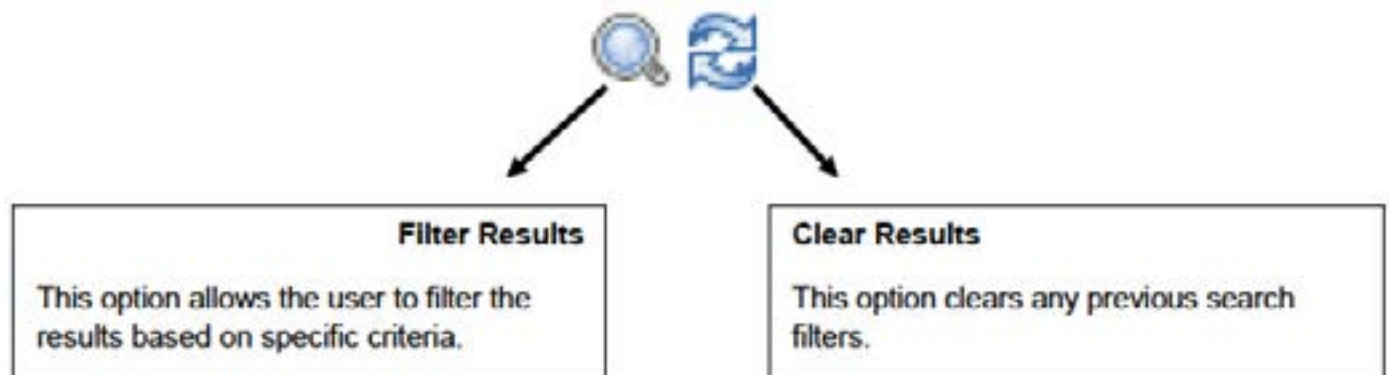 Filter Results
This option allows the user to filter the
results based on specific criteria.
Clear Results
This option clears any previous search
filters.